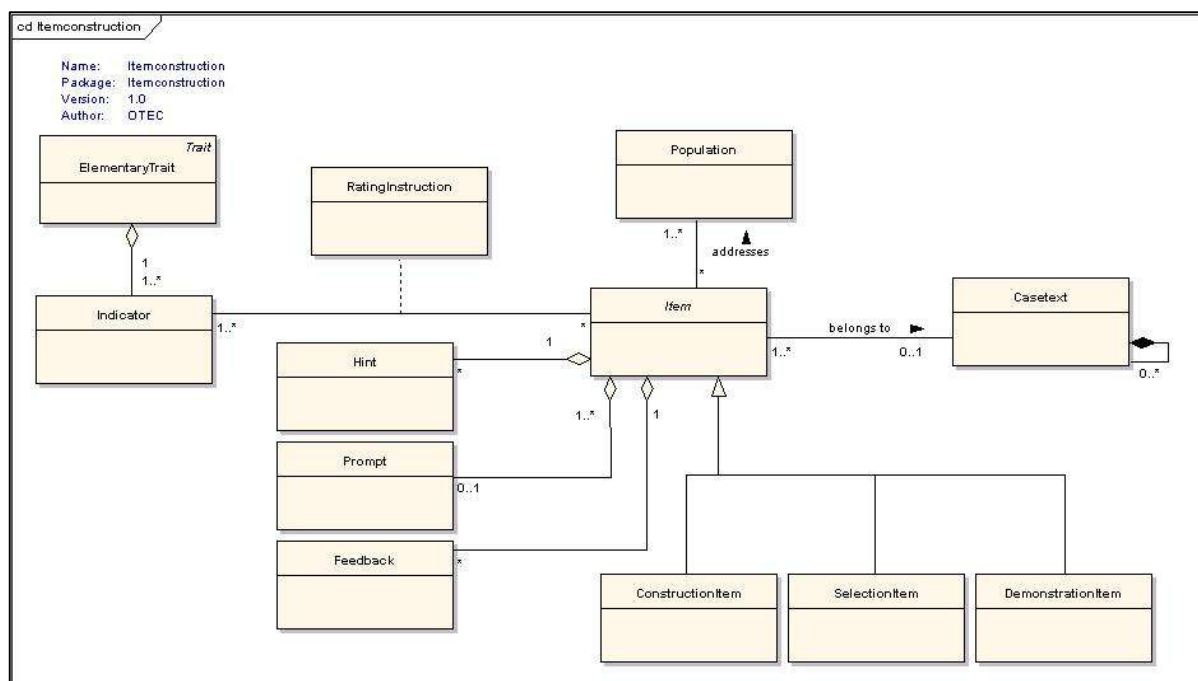 cd Itemconstruction
Name: Itemconstruction
Package: Itemconstruction
Version: 1.0
Author: OTEC
Trait
ElementaryTrait
RatingInstruction
Population
1
1..*
1..*
addresses
*
Indicator
1..*
*
Item
Casetext
belongs to
1..*
0..1
0..*
1
Hint
*
1..*
1
Prompt
0..1
Feedback
*
ConstructionItem
SelectionItem
DemonstrationItem